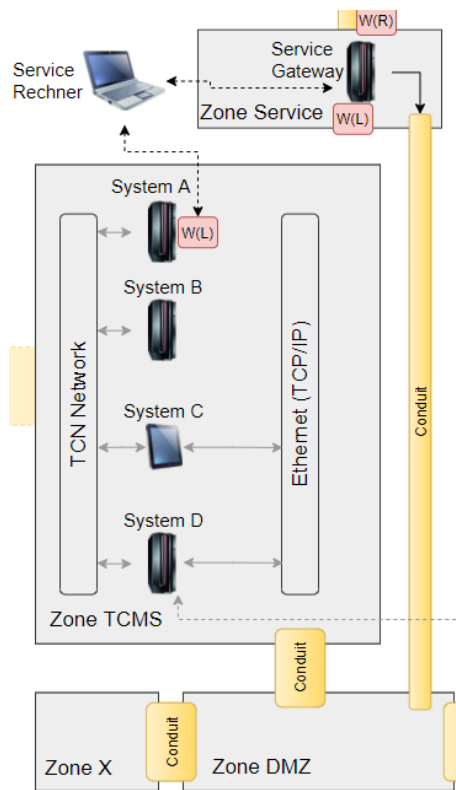 W(R)
Service
Gateway
Service
Rechner
Zone Service
W(L)
System A
W(L)
System B
TCN Network
Ethernet (TCP/IP)
Conduit
System C
System D
Zone TCMS
Conduit
Conduit
Zone X
Zone DMZ